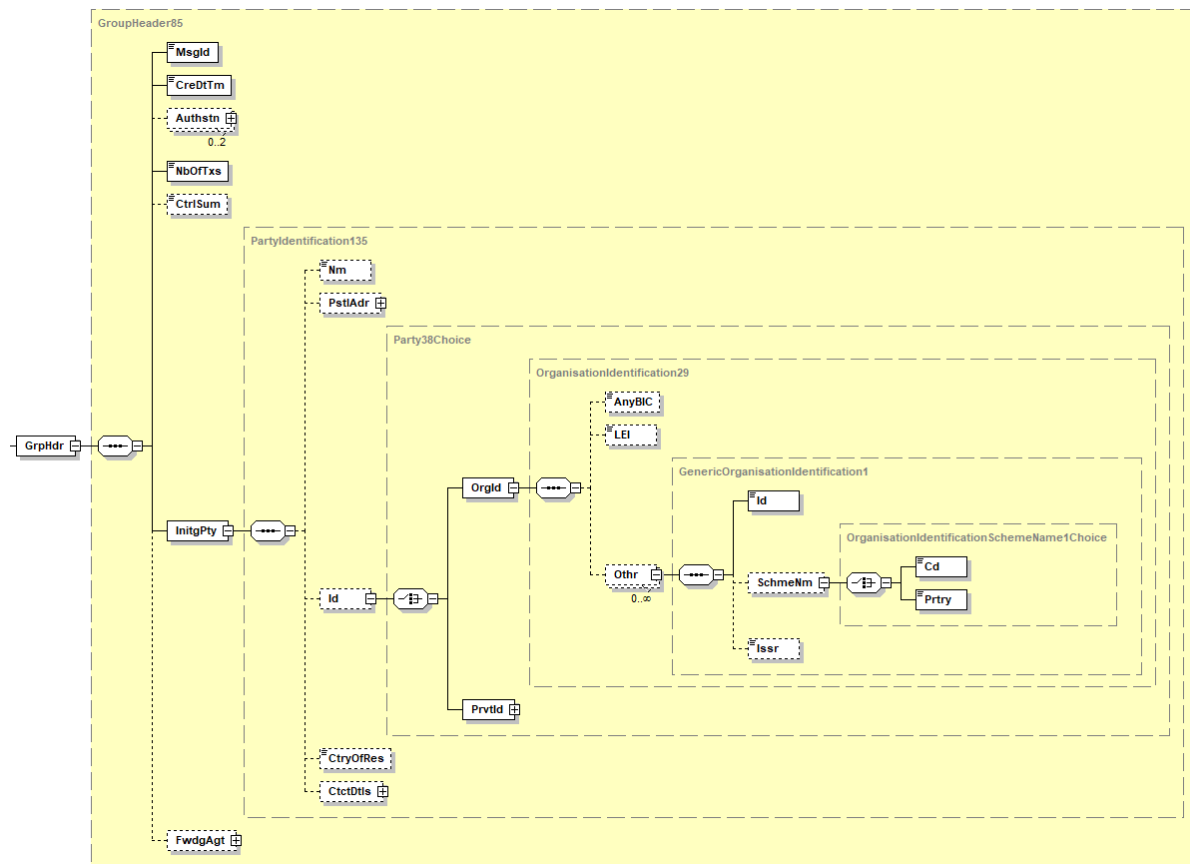 GroupHeader85
MsgId
CreDtTm
Authstn
0..2
NbOfTxs
CtrlSum
PartyIdentification135
Nm
PstlAdr
Party38Choice
OrganisationIdentification29
AnyBIC
LEI
GrpHdr
GenericOrganisationIdentification1
OrgId
Id
InitgPty
OrganisationIdentificationSchemeName1Choice
Cd
Othr
0..∞
SchmeNm
Id
Prtry
Issr
PrvtId
CtryOfRes
CtctDtls
FwdgAgt